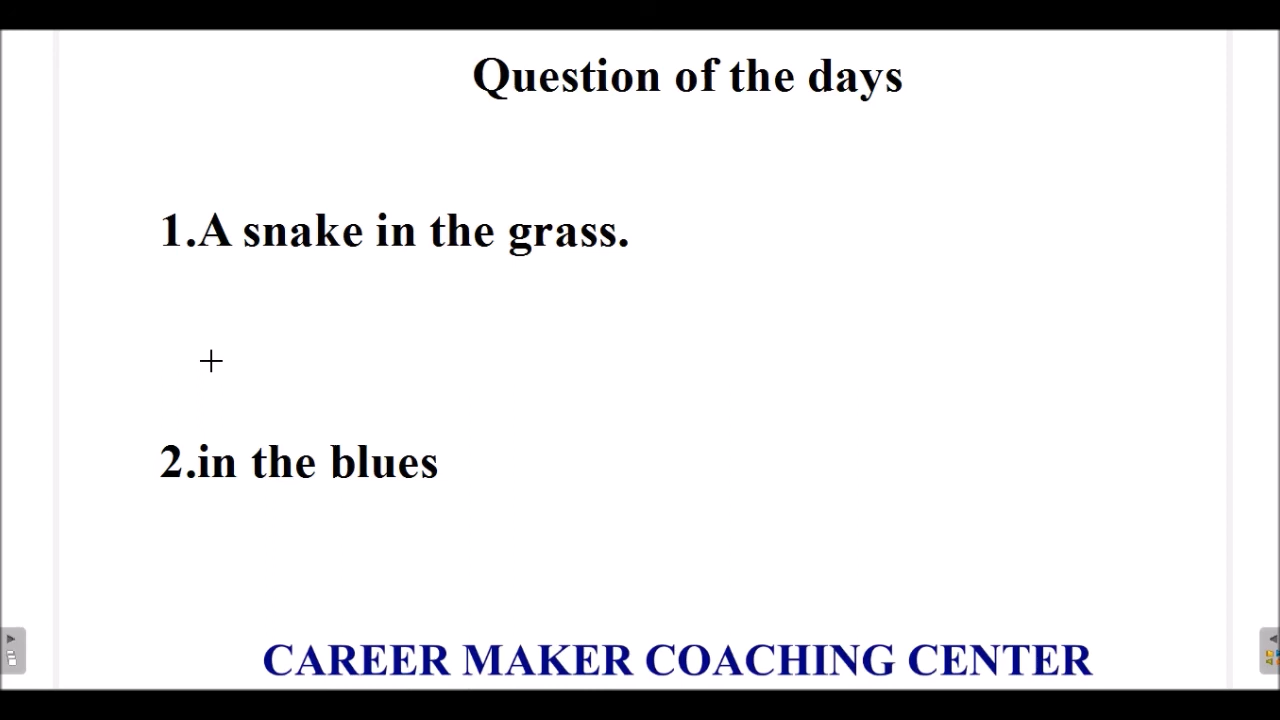 Question of the days
1.A snake in the grass.
2.in the blues
CAREER MAKER COACHING CENTER